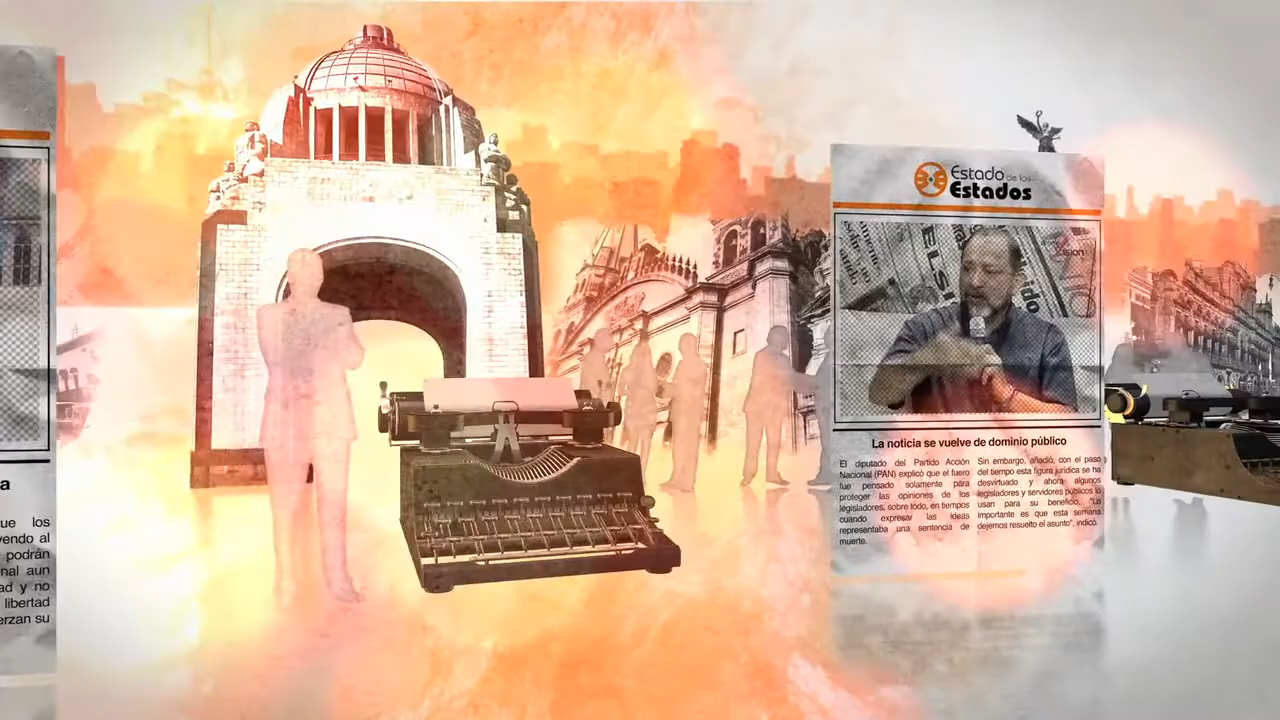 a
ue los
yendo al
podrán
nal aun
ad y no
libertad
erzan su
Estado de los
Estados
La noticia se vuelve de dominio público
El diputado del Partido Acción
Nacional (PAN) explicó que el fuero
fue pensado solamente para
proteger las opiniones de los
legisladores, sobre todo, en tiempos
cuando expresar las ideas
representaba una sentencia de
muerte.
Sin embargo, añadió, con el paso
del tiempo esta figura jurídica se ha
desvirtuado y ahora algunos
legisladores y servidores públicos lo
usan para su beneficio. "Lo
importante es que esta semana
dejemos resuelto el asunto", indicó.